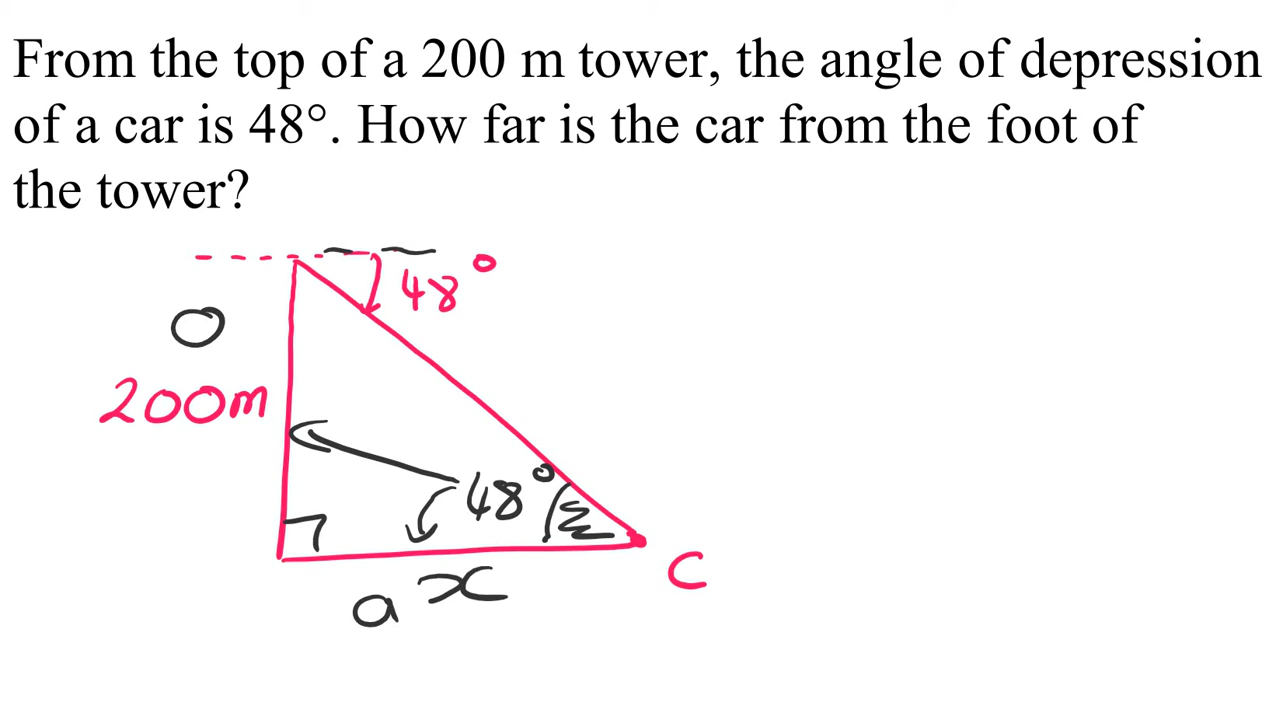 From the top of a 200 m tower, the angle of depression
of a car is 48°. How far is the car from the foot of
the tower?
48°
O
200m
48°
a x
C